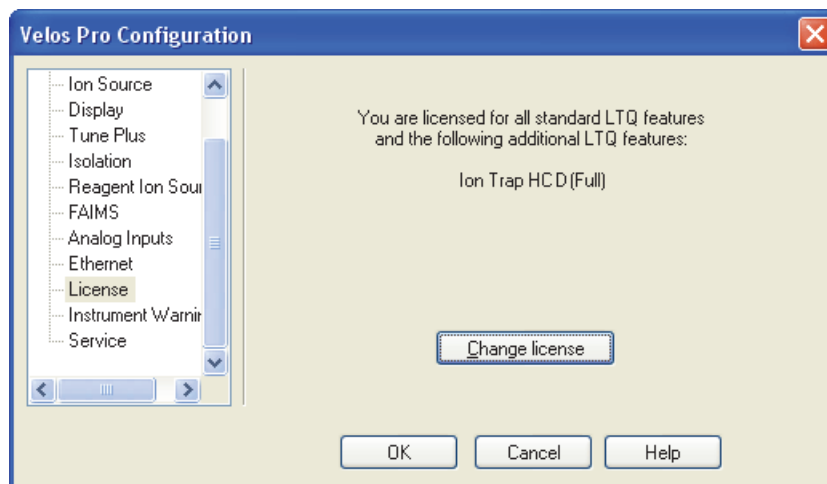 Velos Pro Configuration
Ion Source
Display
Tune Plus
Isolation
Reagent Ion Sour
FAIMS
Analog Inputs
Ethernet
License
Instrument Warnin
Service
You are licensed for all standard LTQ features
and the following additional LTQ features:
Ion Trap HCD(Full)
Change license
OK
Cancel
Help